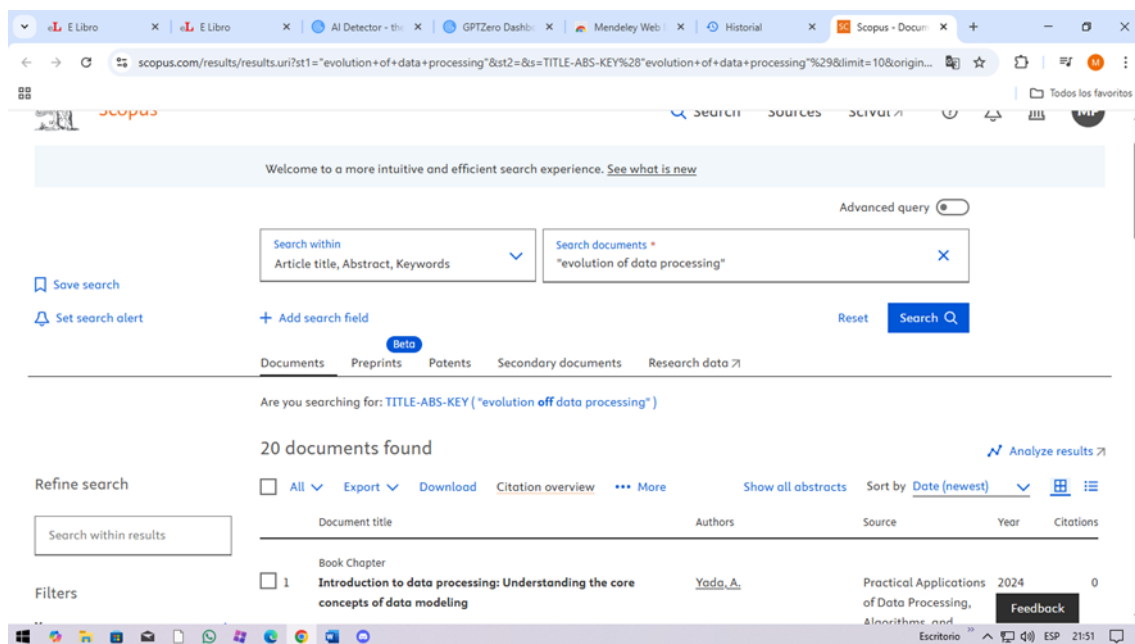 E Libro
E Libro
AI Detector - the
GPTZero Dashbo
Mendeley Web I
Historial
Scopus - Docum
scopus.com/results/results.uri?st1="evolution+of+data+processing"&st2=&s=TITLE-ABS-KEY%28"evolution+of+data+processing"%29&limit=10&origin...
M
Todos los favoritos
Scopus Search Sources SciVal
Welcome to a more intuitive and efficient search experience. See what is new
Advanced query
Search within
Article title, Abstract, Keywords
Search documents *
"evolution of data processing"
Save search
Set search alert
Add search field
Reset
Search
Beta
Documents Preprints Patents Secondary documents Research data
Are you searching for: TITLE-ABS-KEY ( "evolution off data processing" )
20 documents found
Analyze results
Refine search
All Export Download Citation overview More Show all abstracts Sort by Date (newest)
Search within results
Document title Authors Source Year Citations
Book Chapter
1 Introduction to data processing: Understanding the core Yada, A. Practical Applications 2024 0
concepts of data modeling of Data Processing,
Algorithms, and
Filters
Feedback
Escritorio ESP 21:51